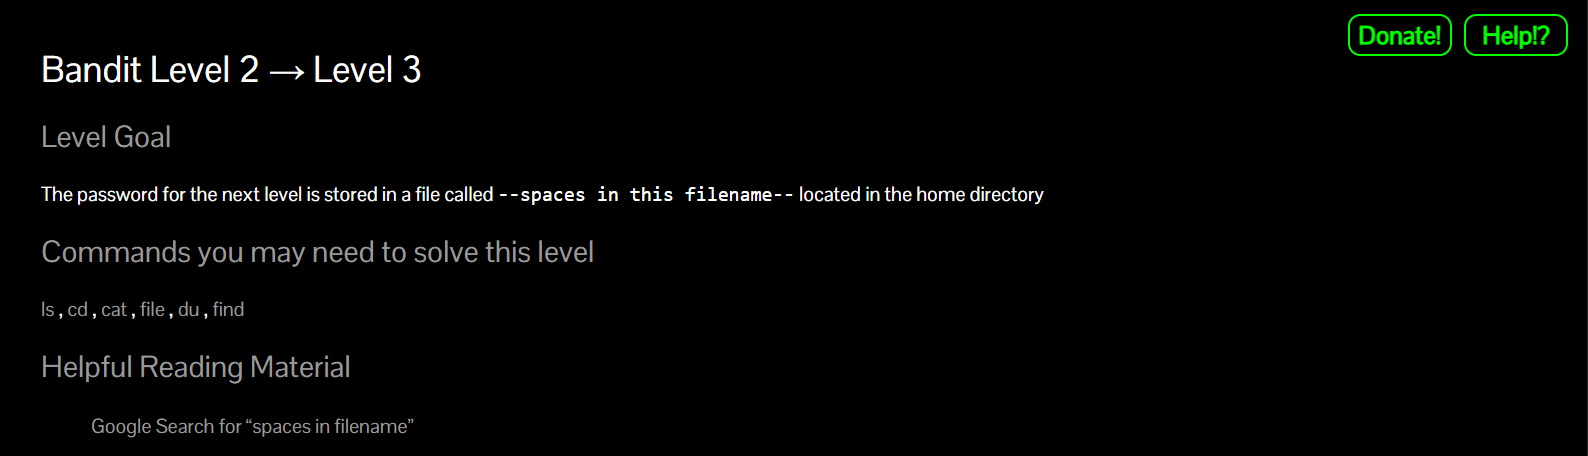 Donate! Help!?
Bandit Level 2 → Level 3
Level Goal
The password for the next level is stored in a file called --spaces in this filename-- located in the home directory
Commands you may need to solve this level
ls , cd , cat , file , du , find
Helpful Reading Material
Google Search for “spaces in filename”